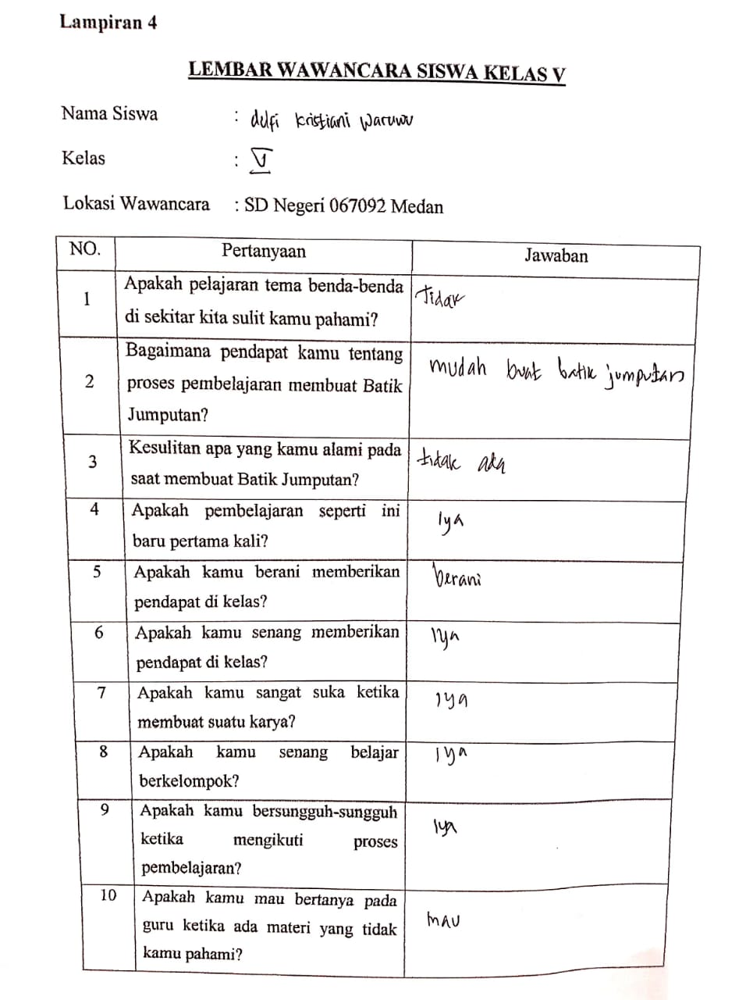 Lampiran 4
LEMBAR WAWANCARA SISWA KELAS V
Nama Siswa : delfi kristiani waruwu
Kelas : V
Lokasi Wawancara : SD Negeri 067092 Medan
NO. Pertanyaan Jawaban
1 Apakah pelajaran tema benda-benda
di sekitar kita sulit kamu pahami?
Tidak
2 Bagaimana pendapat kamu tentang
proses pembelajaran membuat Batik
Jumputan?
mudah buat batik jumputan
3 Kesulitan apa yang kamu alami pada
saat membuat Batik Jumputan?
tidak ada
4 Apakah pembelajaran seperti ini
baru pertama kali?
Iya
5 Apakah kamu berani memberikan
pendapat di kelas?
berani
6 Apakah kamu senang memberikan
pendapat di kelas?
Iya
7 Apakah kamu sangat suka ketika
membuat suatu karya?
Iya
8 Apakah kamu senang belajar
berkelompok?
Iya
9 Apakah kamu bersungguh-sungguh
ketika mengikuti proses
pembelajaran?
Iya
10 Apakah kamu mau bertanya pada
guru ketika ada materi yang tidak
kamu pahami?
mau